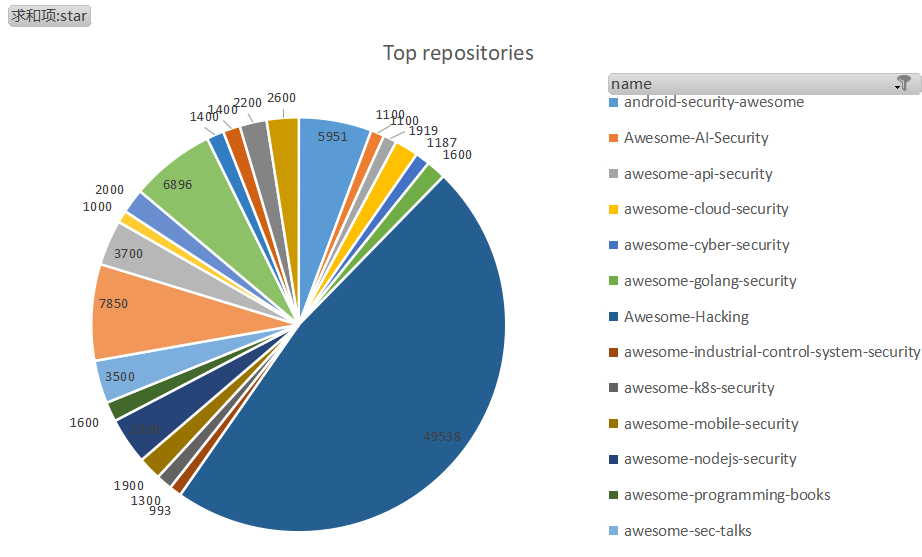 求和项:star
Top repositories
name
android-security-awesome
Awesome-AI-Security
awesome-api-security
awesome-cloud-security
awesome-cyber-security
awesome-golang-security
Awesome-Hacking
awesome-industrial-control-system-security
awesome-k8s-security
awesome-mobile-security
awesome-nodejs-security
awesome-programming-books
awesome-sec-talks
5951
1100
1100
1919
1187
1600
49538
993
1300
1900
1600
3500
7850
3700
1000
2000
6896
1400
1400
2200
2600